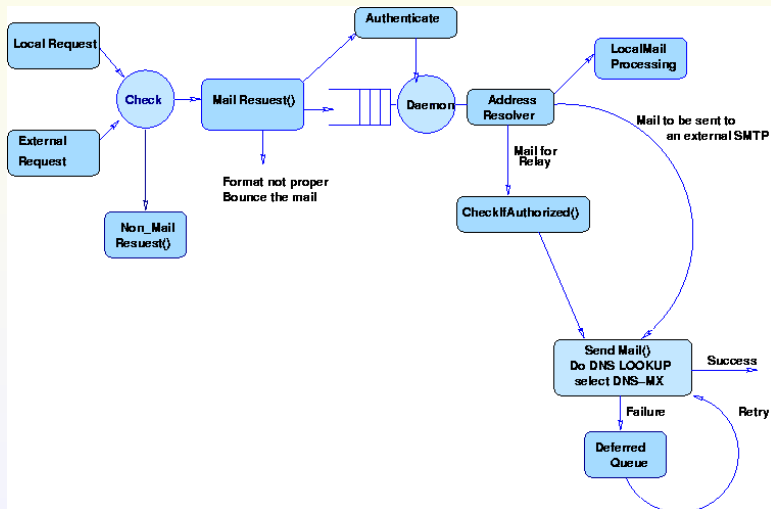 Authenticate
Local Request
LocalMail
Processing
Check
Mail Resuest()
Daemon
Address
Resolver
Mail to be sent to
an external SMTP
External
Request
Mail for
Relay
Format not proper
Bounce the mail
CheckIfAuthorized()
Non_Mail
Resuest()
Send Mail()
Do DNS LOOKUP
select DNS-MX
Success
Failure
Retry
Deferred
Queue